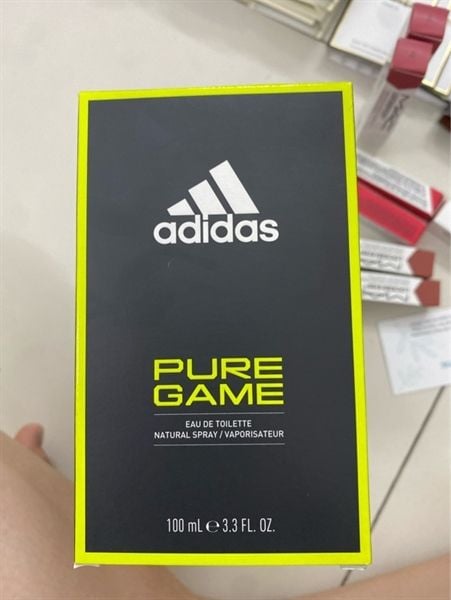 adidas
PURE
GAME
EAU DE TOILETTE
NATURAL SPRAY / VAPORISATEUR
100 mL ℮ 3.3 FL. OZ.